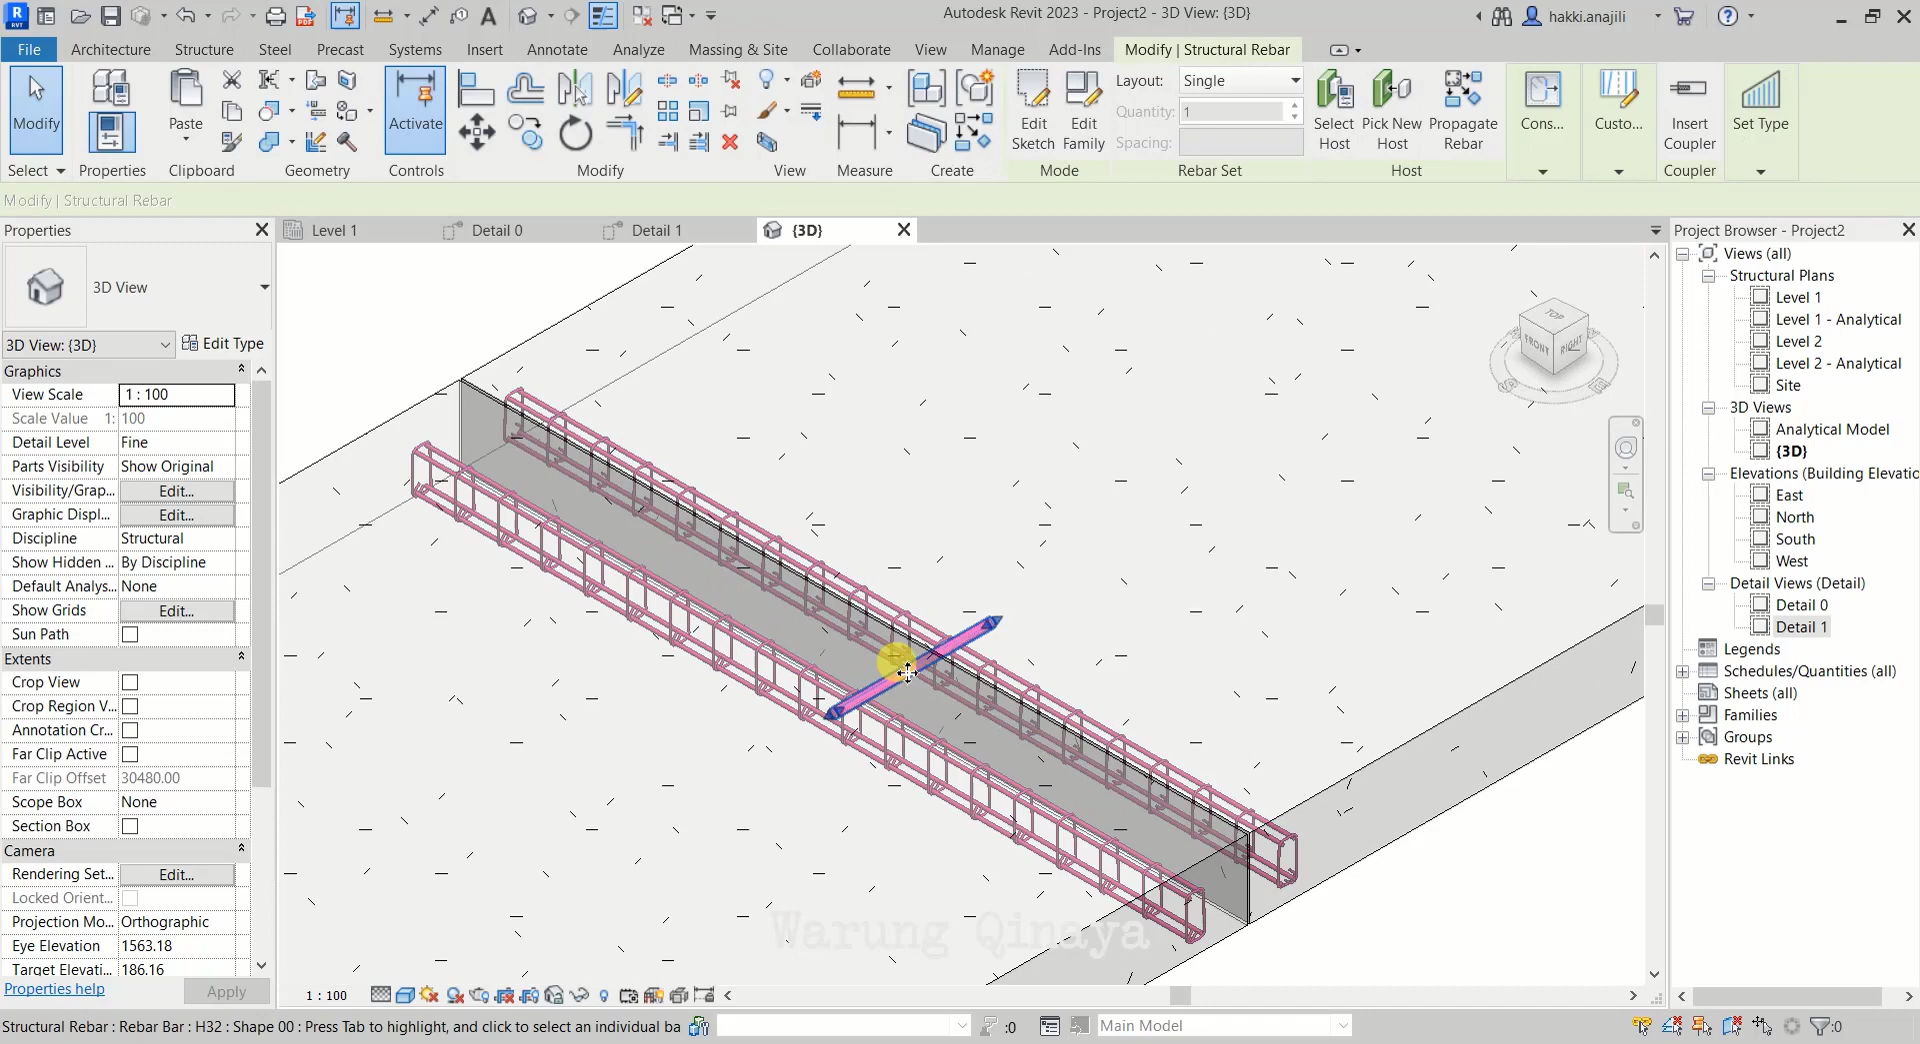 Autodesk Revit 2023 - Project2 - 3D View: {3D}
hakki.anajili
File Architecture Structure Steel Precast Systems Insert Annotate Analyze Massing & Site Collaborate View Manage Add-Ins Modify | Structural Rebar
Modify
Paste
Activate
Layout: Single
Quantity: 1
Spacing:
Edit Sketch
Edit Family
Select Host
Pick New Host
Propagate Rebar
Cons...
Custo...
Insert Coupler
Set Type
Select Properties Clipboard Geometry Controls Modify View Measure Create Mode Rebar Set Host Coupler
Modify | Structural Rebar
Properties
Level 1
Detail 0
Detail 1
{3D}
Project Browser - Project2
3D View
3D View: {3D} Edit Type
Graphics
View Scale 1 : 100
Scale Value 1: 100
Detail Level Fine
Parts Visibility Show Original
Visibility/Grap... Edit...
Graphic Displ... Edit...
Discipline Structural
Show Hidden ... By Discipline
Default Analys... None
Show Grids Edit...
Sun Path
Extents
Crop View
Crop Region V...
Annotation Cr...
Far Clip Active
Far Clip Offset 30480.00
Scope Box None
Section Box
Camera
Rendering Set... Edit...
Locked Orient...
Projection Mo... Orthographic
Eye Elevation 1563.18
Target Elevati... 186.16
Properties help
Apply
TOP
FRONT
RIGHT
Warung Qinaya
1 : 100
Views (all)
Structural Plans
Level 1
Level 1 - Analytical
Level 2
Level 2 - Analytical
Site
3D Views
Analytical Model
{3D}
Elevations (Building Elevatio
East
North
South
West
Detail Views (Detail)
Detail 0
Detail 1
Legends
Schedules/Quantities (all)
Sheets (all)
Families
Groups
Revit Links
Structural Rebar : Rebar Bar : H32 : Shape 00 : Press Tab to highlight, and click to select an individual ba
:0
Main Model
:0